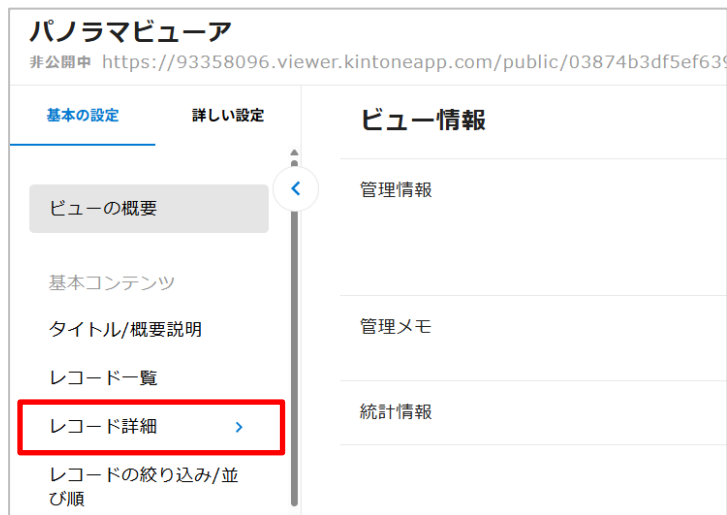 パノラマビューア
非公開中 https://93358096.viewer.kintoneapp.com/public/03874b3df5ef639
基本の設定 詳しい設定
ビュー情報
管理情報
ビューの概要
基本コンテンツ
タイトル/概要説明
管理メモ
レコード一覧
統計情報
レコード詳細
レコードの絞り込み/並
び順